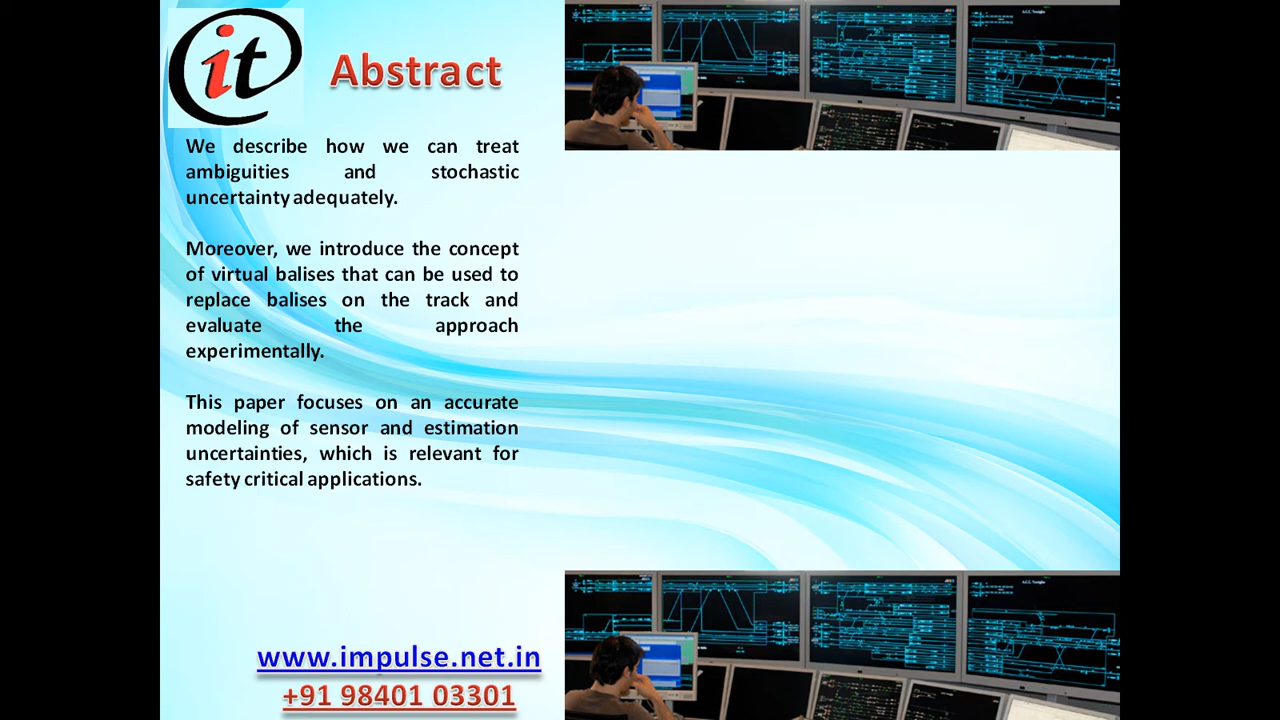 it
Abstract
We describe how we can treat
ambiguities and stochastic
uncertainty adequately.
Moreover, we introduce the concept
of virtual balises that can be used to
replace balises on the track and
evaluate the approach
experimentally.
This paper focuses on an accurate
modeling of sensor and estimation
uncertainties, which is relevant for
safety critical applications.
www.impulse.net.in
+91 98401 03301